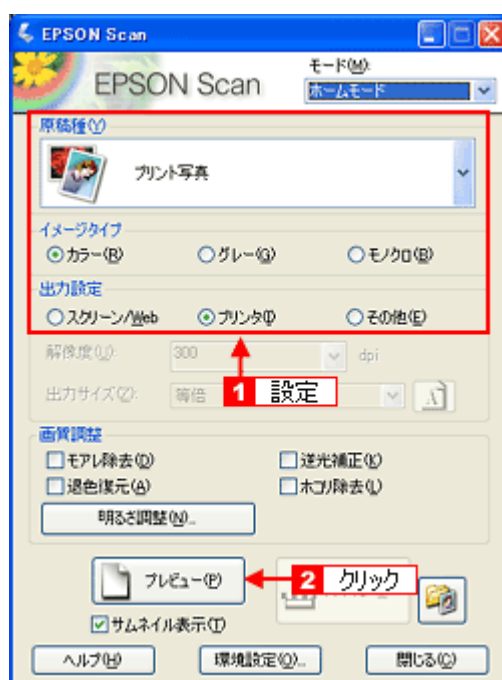 EPSON Scan
EPSON Scan
モード(M):
ホームモード
原稿種(Y)
プリント写真
イメージタイプ
カラー(R) グレー(G) モノクロ(B)
出力設定
スクリーン/Web プリンタ(I) その他(E)
解像度(U): 300 dpi
出力サイズ(Z): 等倍
1 設定
画質調整
モアレ除去(D) 逆光補正(K)
退色復元(A) ホコリ除去(L)
明るさ調整(N)...
プレビュー(P)
2 クリック
サムネイル表示(T)
ヘルプ(H) 環境設定(O)... 閉じる(C)